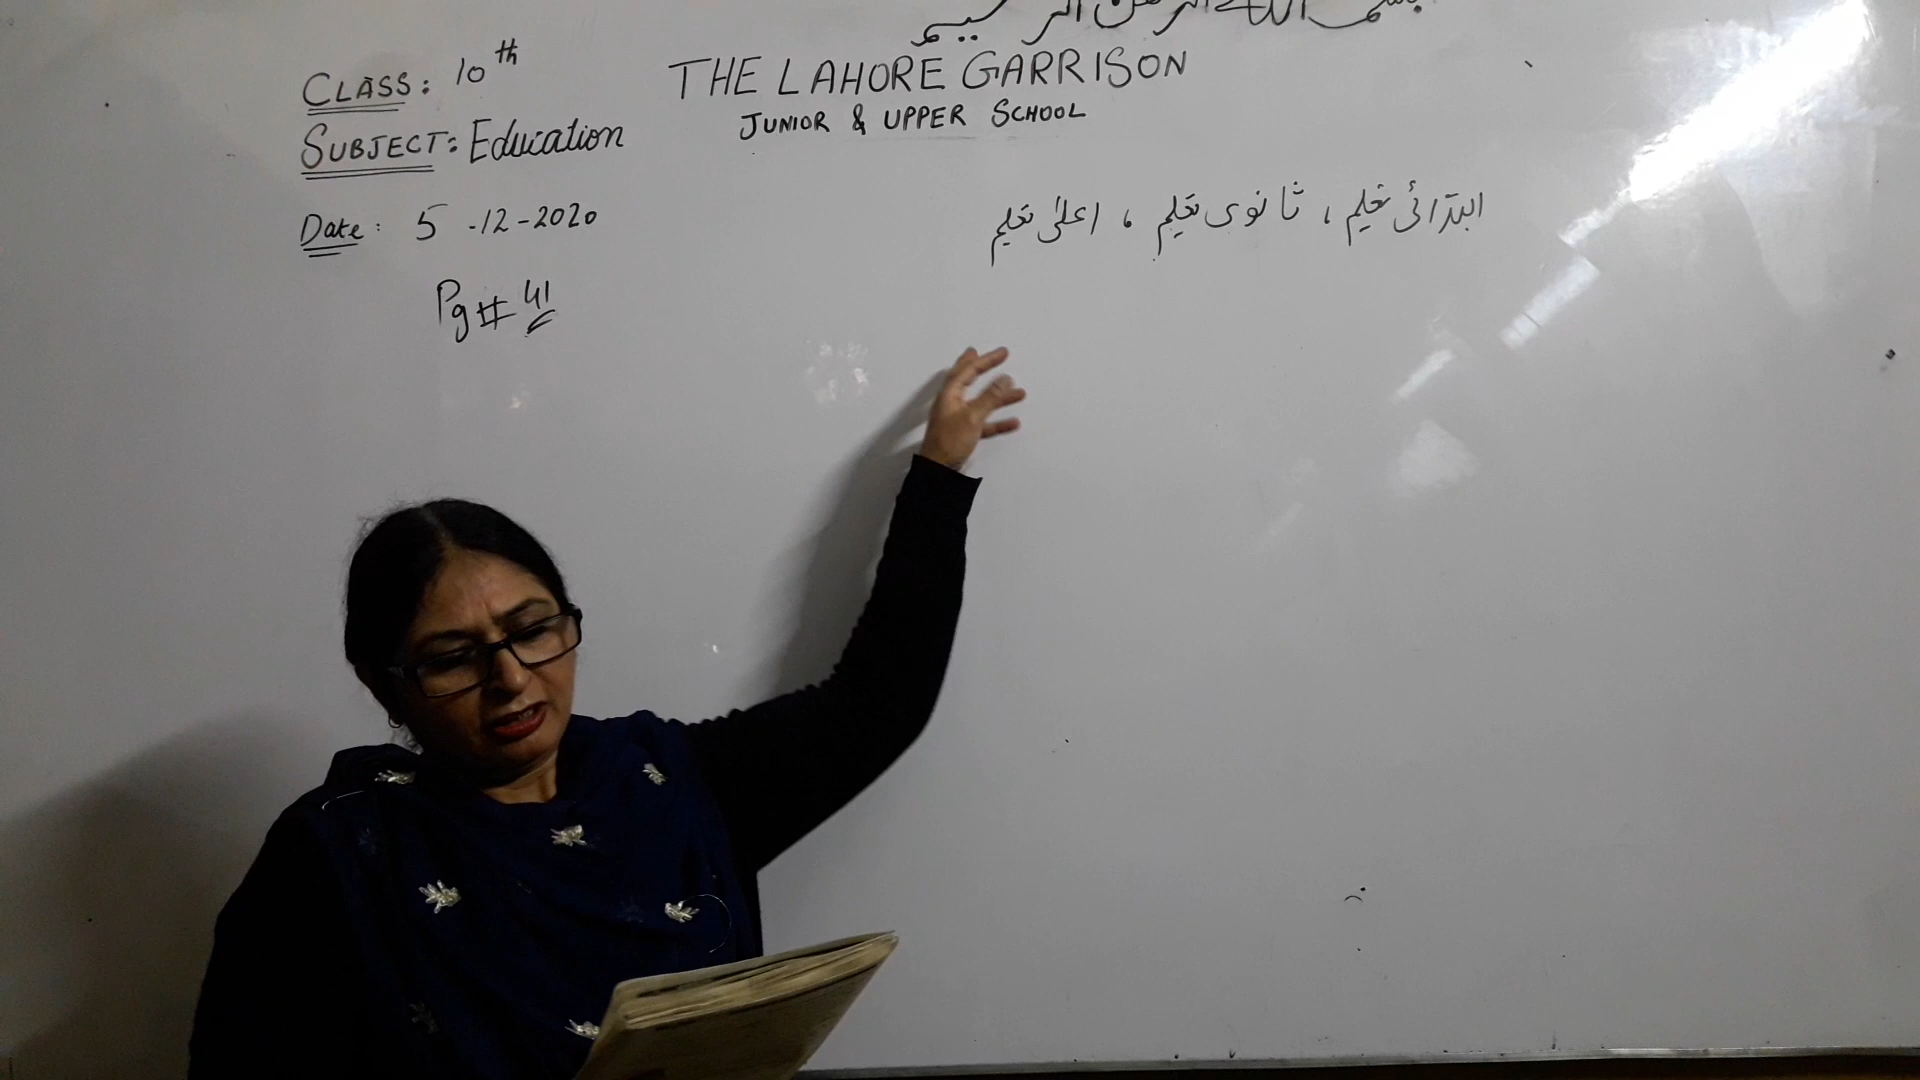 بسم اللہ الرحمن الرحیم
THE LAHORE GARRISON
JUNIOR & UPPER SCHOOL
CLASS: 10th
SUBJECT: Education
Date: 5-12-2020
Pg# 41
ابتدائی تعلیم، ثانوی تعلیم، اعلیٰ تعلیم